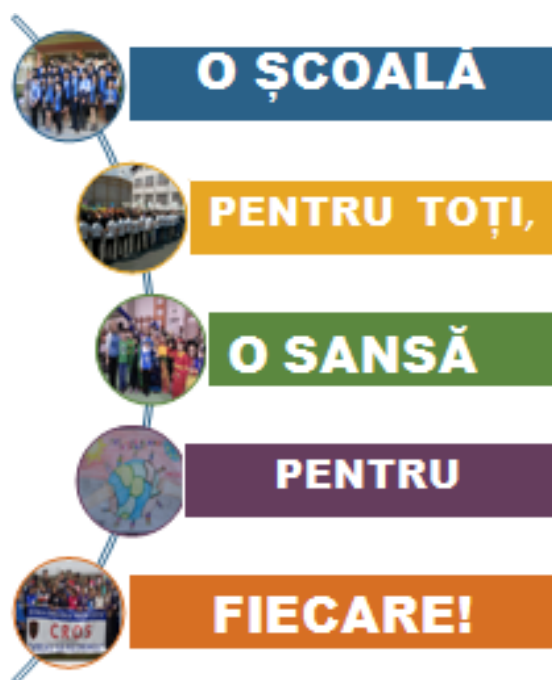 O ȘCOALĂ
PENTRU TOȚI,
O SANSĂ
PENTRU
FIECARE!
CROS